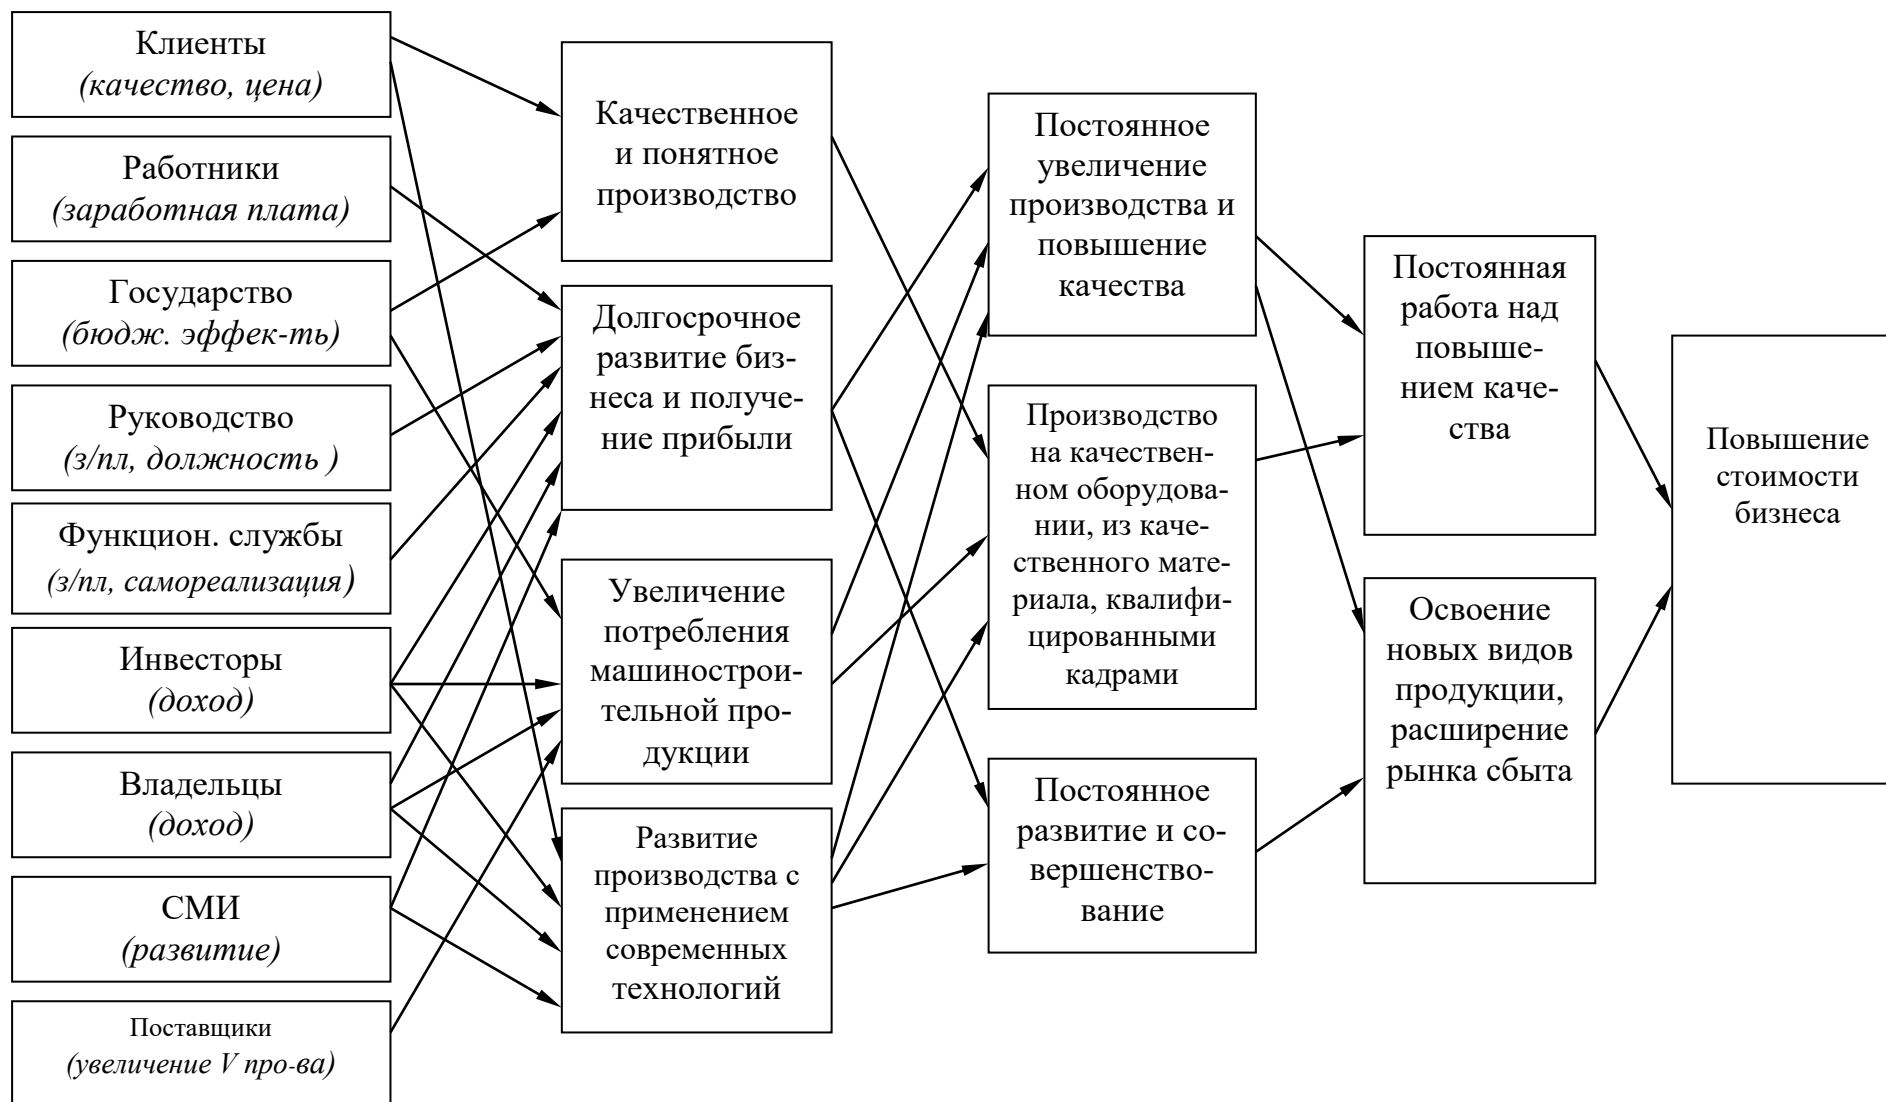 Клиенты
(качество, цена)
Работники
(заработная плата)
Государство
(бюдж. эффек-ть)
Руководство
(з/пл, должность )
Функцион. службы
(з/пл, самореализация)
Инвесторы
(доход)
Владельцы
(доход)
СМИ
(развитие)
Поставщики
(увеличение V про-ва)
Качественное
и понятное
производство
Долгосрочное
развитие биз-
неса и получе-
ние прибыли
Увеличение
потребления
машинострои-
тельной про-
дукции
Развитие
производства с
применением
современных
технологий
Постоянное
увеличение
производства и
повышение
качества
Производство
на качествен-
ном оборудова-
нии, из каче-
ственного мате-
риала, квалифи-
цированными
кадрами
Постоянное
развитие и со-
вершенство-
вание
Постоянная
работа над
повыше-
нием каче-
ства
Освоение
новых видов
продукции,
расширение
рынка сбыта
Повышение
стоимости
бизнеса